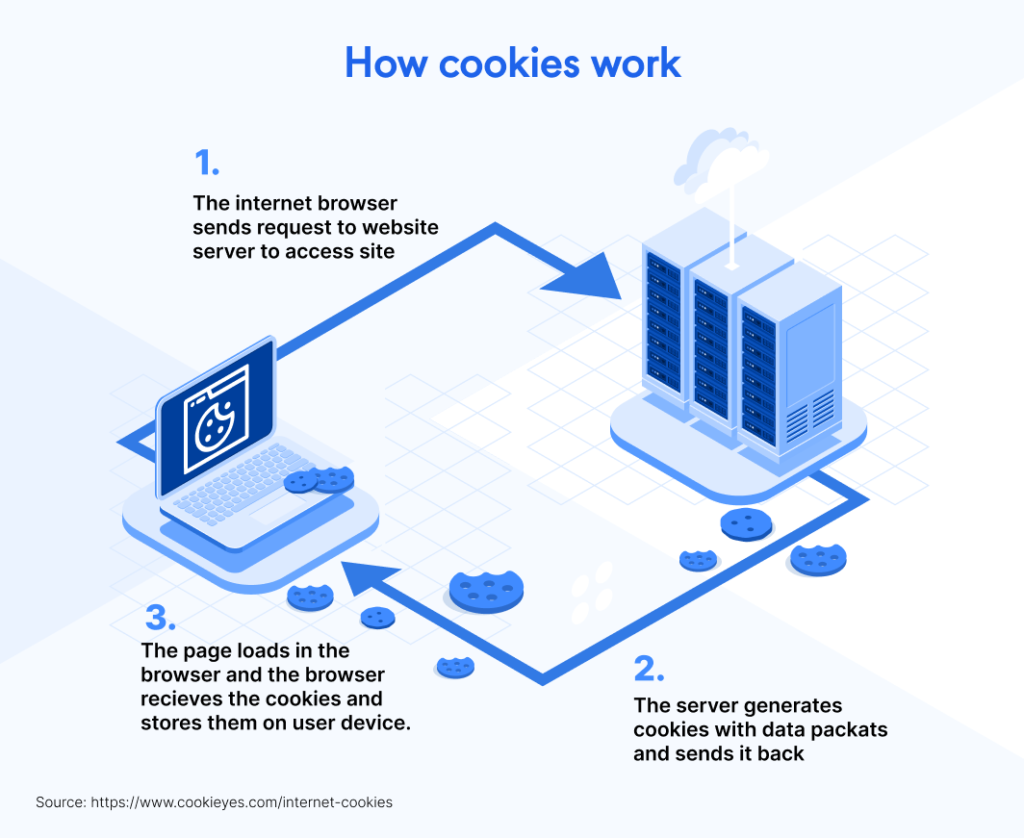 How cookies work
1.
The internet browser
sends request to website
server to access site
3.
The page loads in the
browser and the browser
recieves the cookies and
stores them on user device.
2.
The server generates
cookies with data packats
and sends it back
Source: https://www.cookieyes.com/internet-cookies